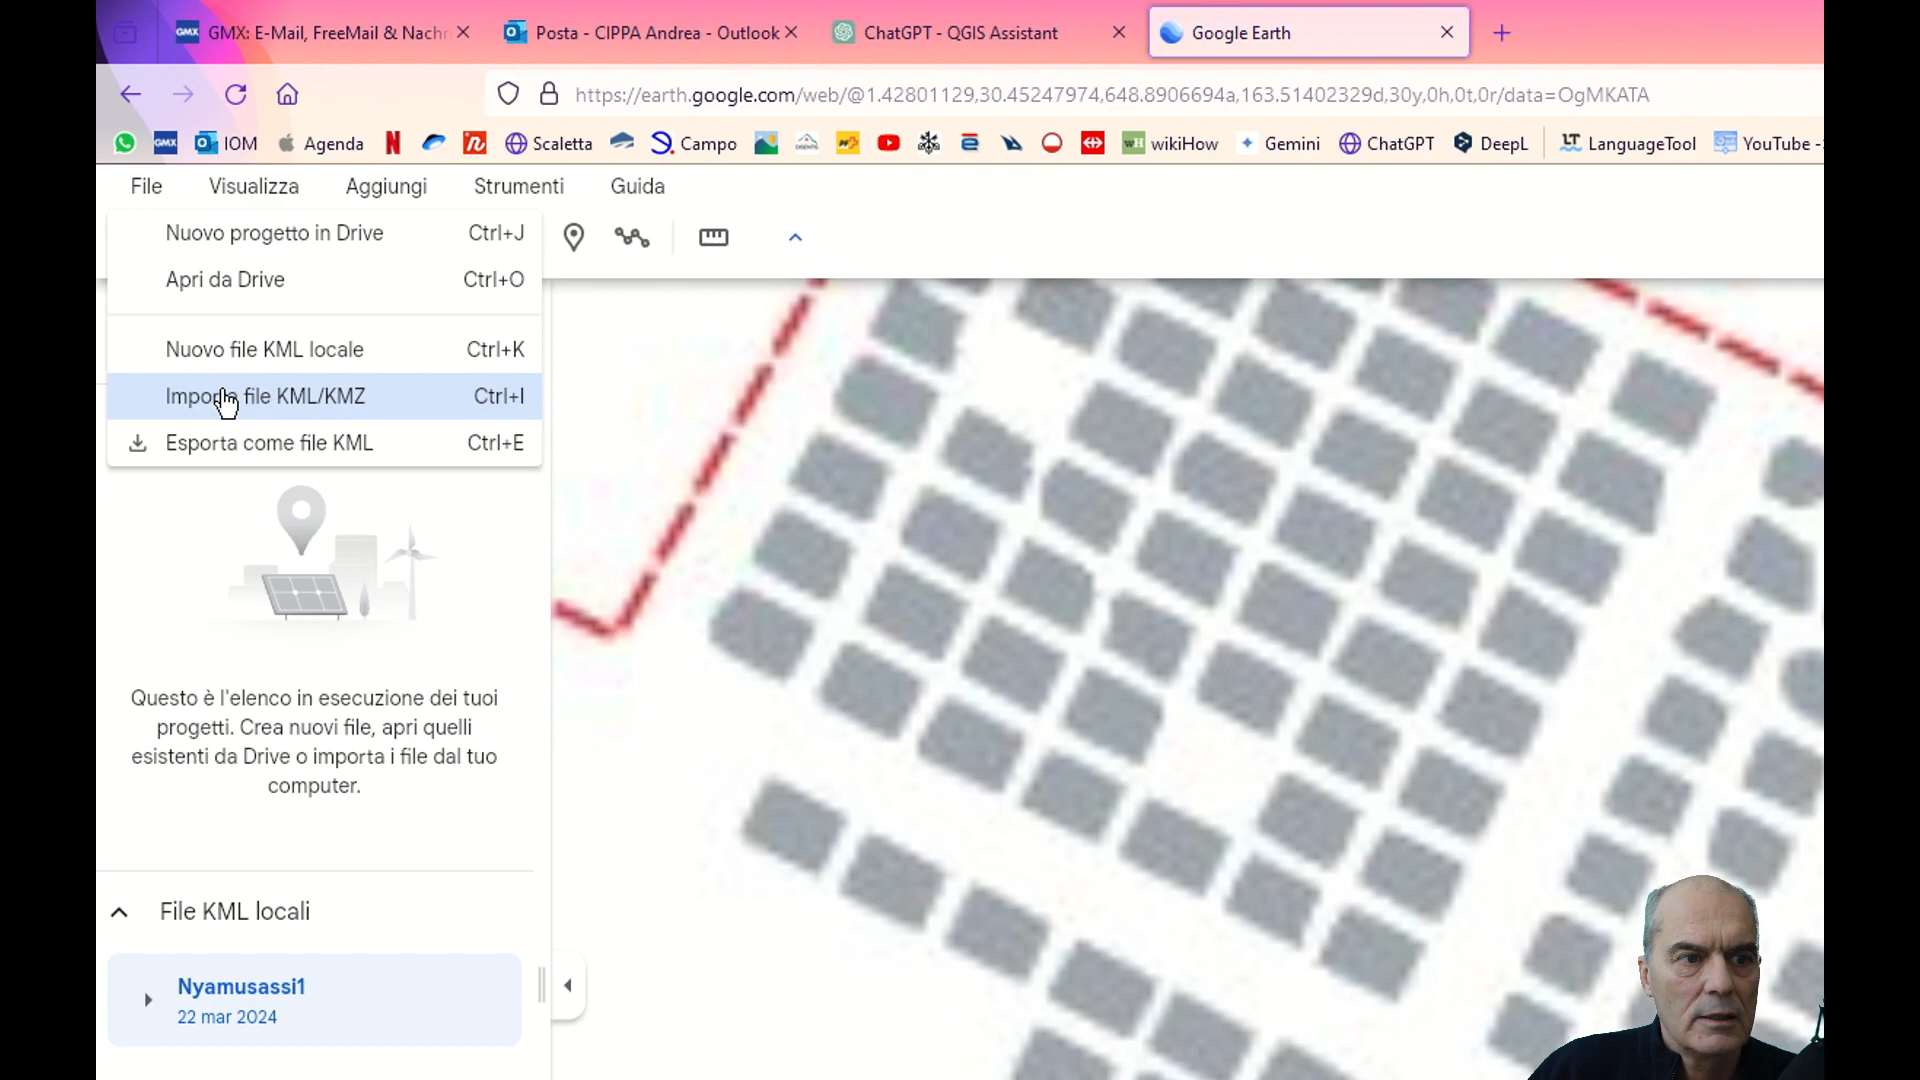 GMX: E-Mail, FreeMail & Nachr
Posta - CIPPA Andrea - Outlook
ChatGPT - QGIS Assistant
Google Earth
https://earth.google.com/web/@1.42801129,30.45247974,648.8906694a,163.51402329d,30y,0h,0t,0r/data=OgMKATA
GMX
IOM
Agenda
Scaletta
Campo
wikiHow
Gemini
ChatGPT
DeepL
LanguageTool
YouTube -
File
Visualizza
Aggiungi
Strumenti
Guida
Nuovo progetto in Drive Ctrl+J
Apri da Drive Ctrl+O
Nuovo file KML locale Ctrl+K
Importa file KML/KMZ Ctrl+I
Esporta come file KML Ctrl+E
Questo è l'elenco in esecuzione dei tuoi
progetti. Crea nuovi file, apri quelli
esistenti da Drive o importa i file dal tuo
computer.
File KML locali
Nyamusassi1
22 mar 2024